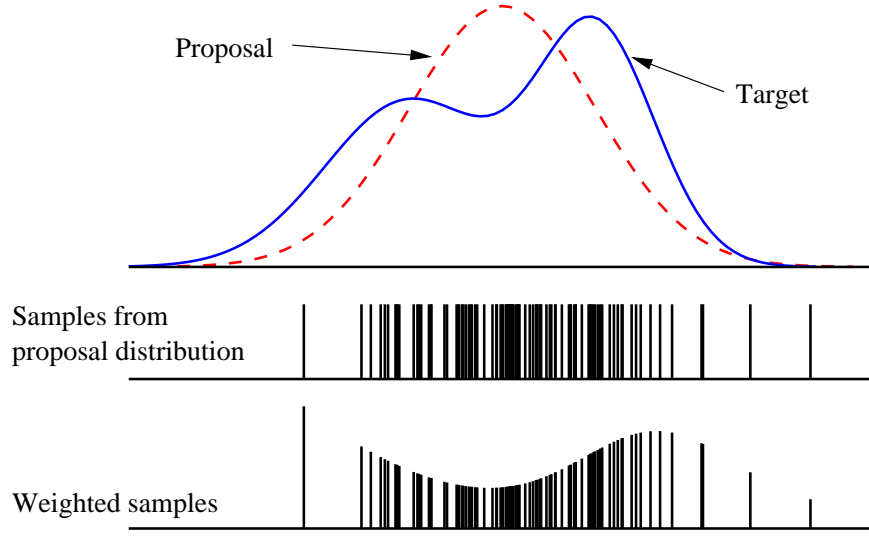 Proposal
Target
Samples from
proposal distribution
Weighted samples